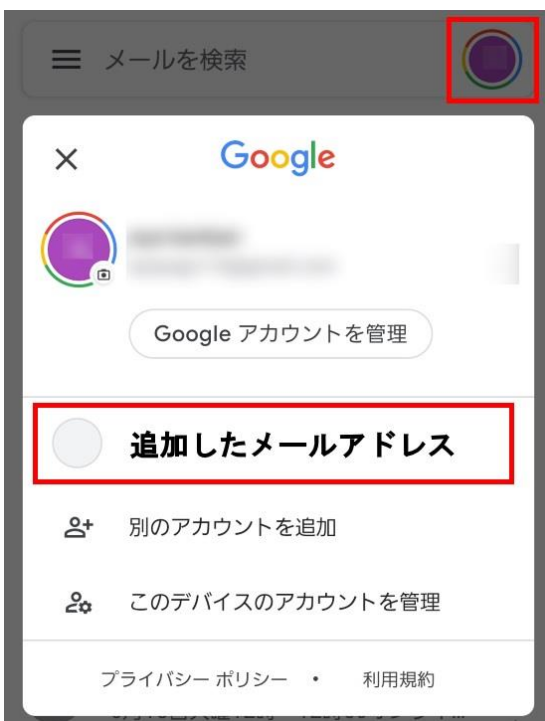 メールを検索
Google
Google アカウントを管理
追加したメールアドレス
別のアカウントを追加
このデバイスのアカウントを管理
プライバシー ポリシー • 利用規約